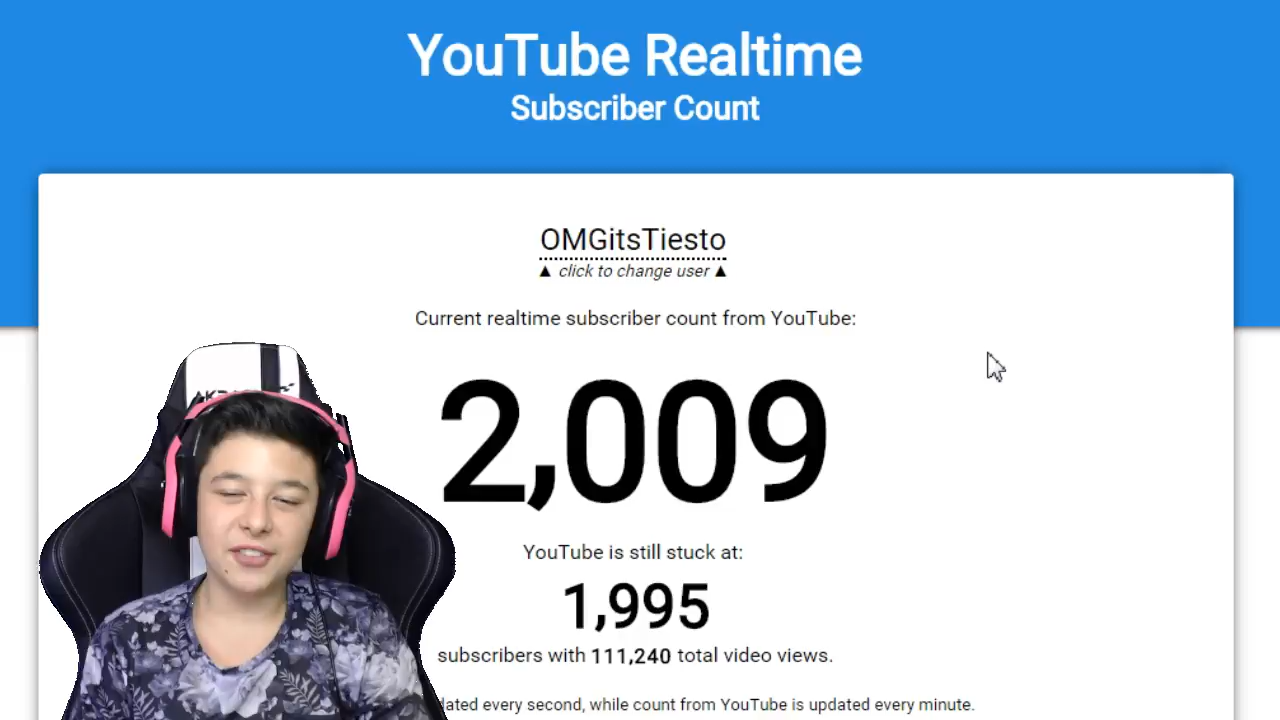 YouTube Realtime
Subscriber Count
OMGitsTiesto
▲ click to change user ▲
Current realtime subscriber count from YouTube:
2,009
YouTube is still stuck at:
1,995
subscribers with 111,240 total video views.
every second, while count from YouTube is updated every minute.